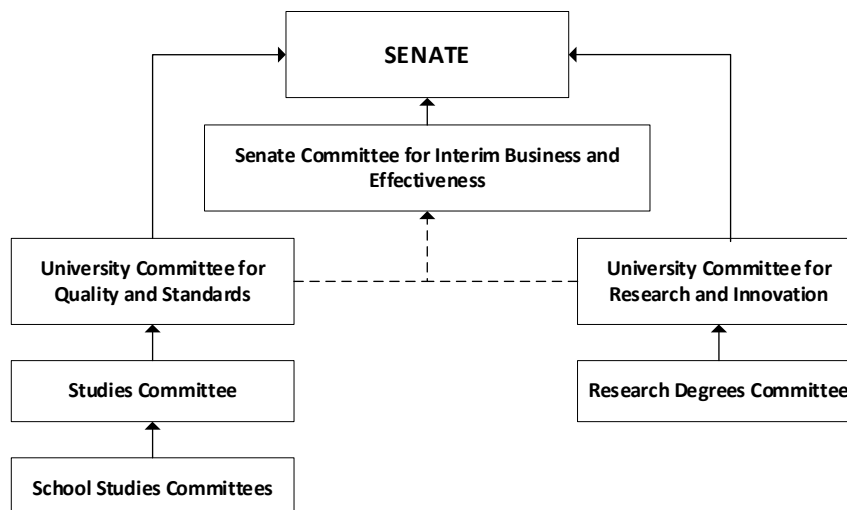 SENATE
Senate Committee for Interim Business and
Effectiveness
University Committee for
Quality and Standards
University Committee for
Research and Innovation
Studies Committee
Research Degrees Committee
School Studies Committees